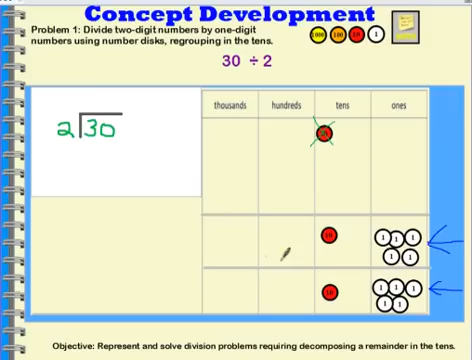 Concept Development
Problem 1: Divide two-digit numbers by one-digit
numbers using number disks, regrouping in the tens.
1000 100 10 1
30 ÷ 2
thousands hundreds tens ones
2 30
10 1 1 1
1 1
10 1 1 1
1 1
Objective: Represent and solve division problems requiring decomposing a remainder in the tens.